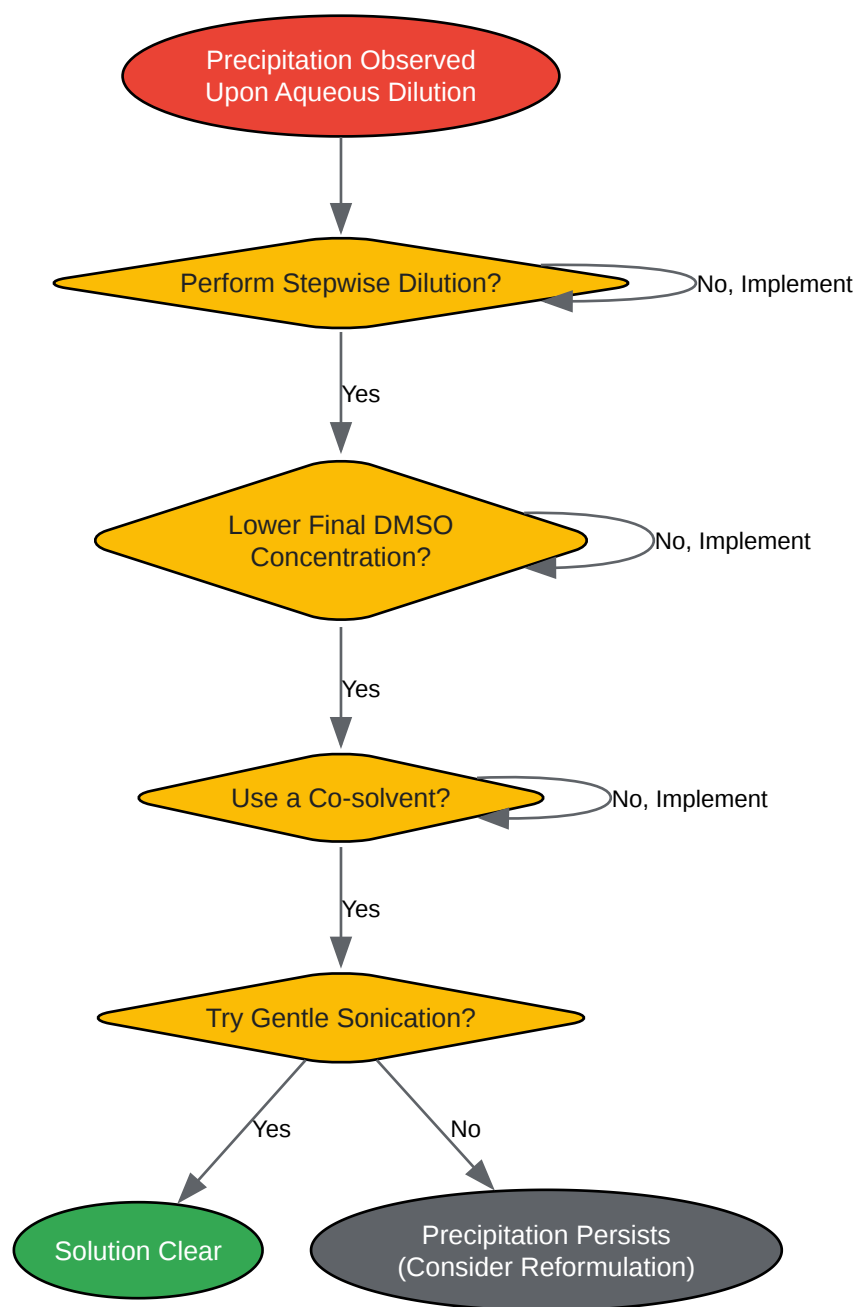 Precipitation Observed
Upon Aqueous Dilution
Perform Stepwise Dilution?
No, Implement
Yes
Lower Final DMSO
Concentration?
No, Implement
Yes
Use a Co-solvent?
No, Implement
Yes
Try Gentle Sonication?
Yes
No
Solution Clear
Precipitation Persists
(Consider Reformulation)